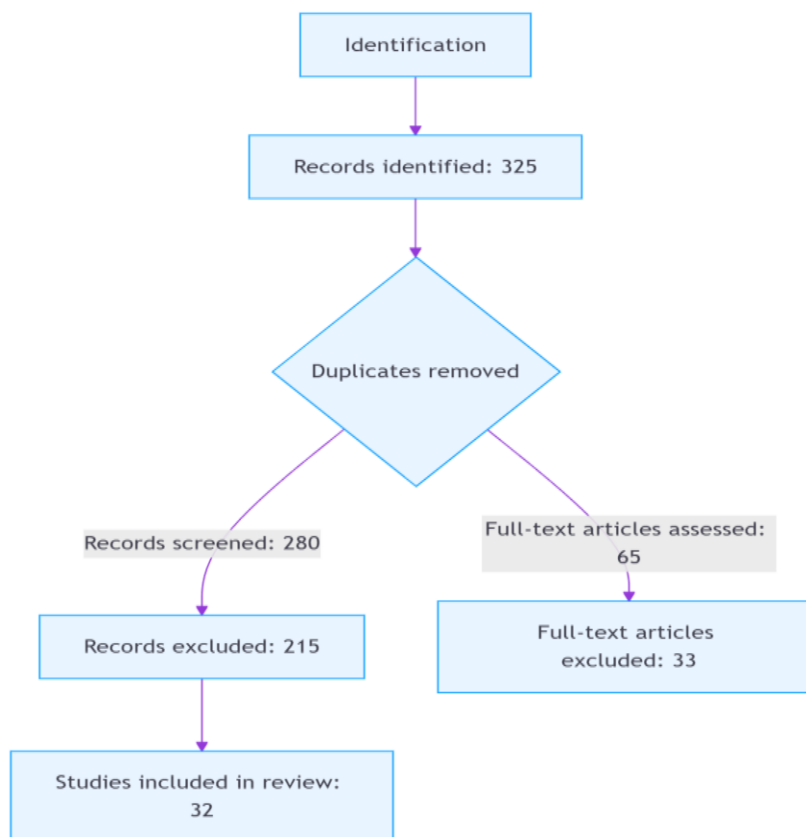 Identification
Records identified: 325
Duplicates removed
Records screened: 280
Full-text articles assessed:
65
Records excluded: 215
Full-text articles
excluded: 33
Studies included in review:
32